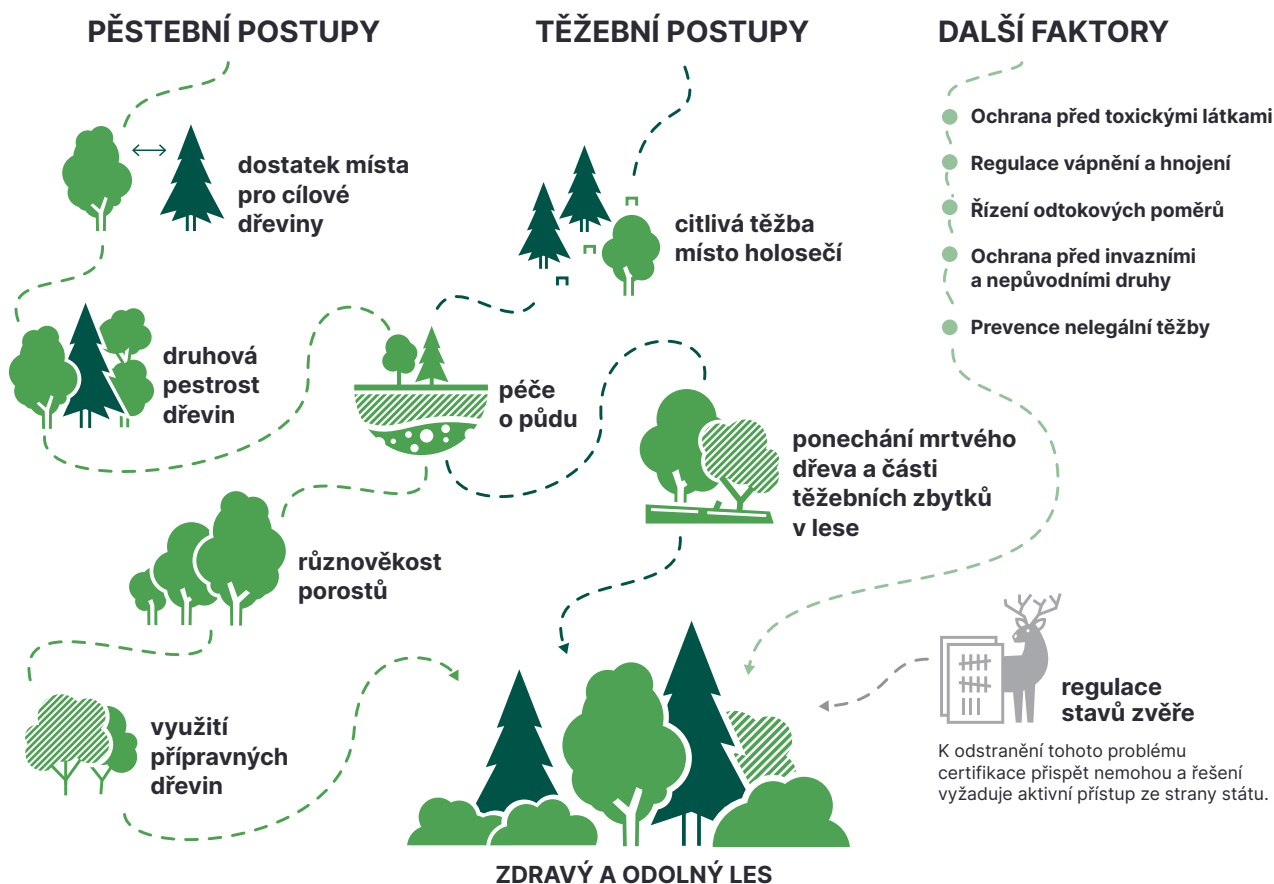 PĚSTEBNÍ POSTUPY
dostatek místa
pro cílové
dřeviny
druhová
pestrost
dřevin
péče
o půdu
různověkost
porostů
využití
přípravných
dřevin
TĚŽEBNÍ POSTUPY
citlivá těžba
místo holosečí
ponechání mrtvého
dřeva a části
těžebních zbytků
v lese
DALŠÍ FAKTORY
Ochrana před toxickými látkami
Regulace vápnění a hnojení
Řízení odtokových poměrů
Ochrana před invazními
a nepůvodními druhy
Prevence nelegální těžby
regulace
stavů zvěře
K odstranění tohoto problému
certifikace přispět nemohou a řešení
vyžaduje aktivní přístup ze strany státu.
ZDRAVÝ A ODOLNÝ LES